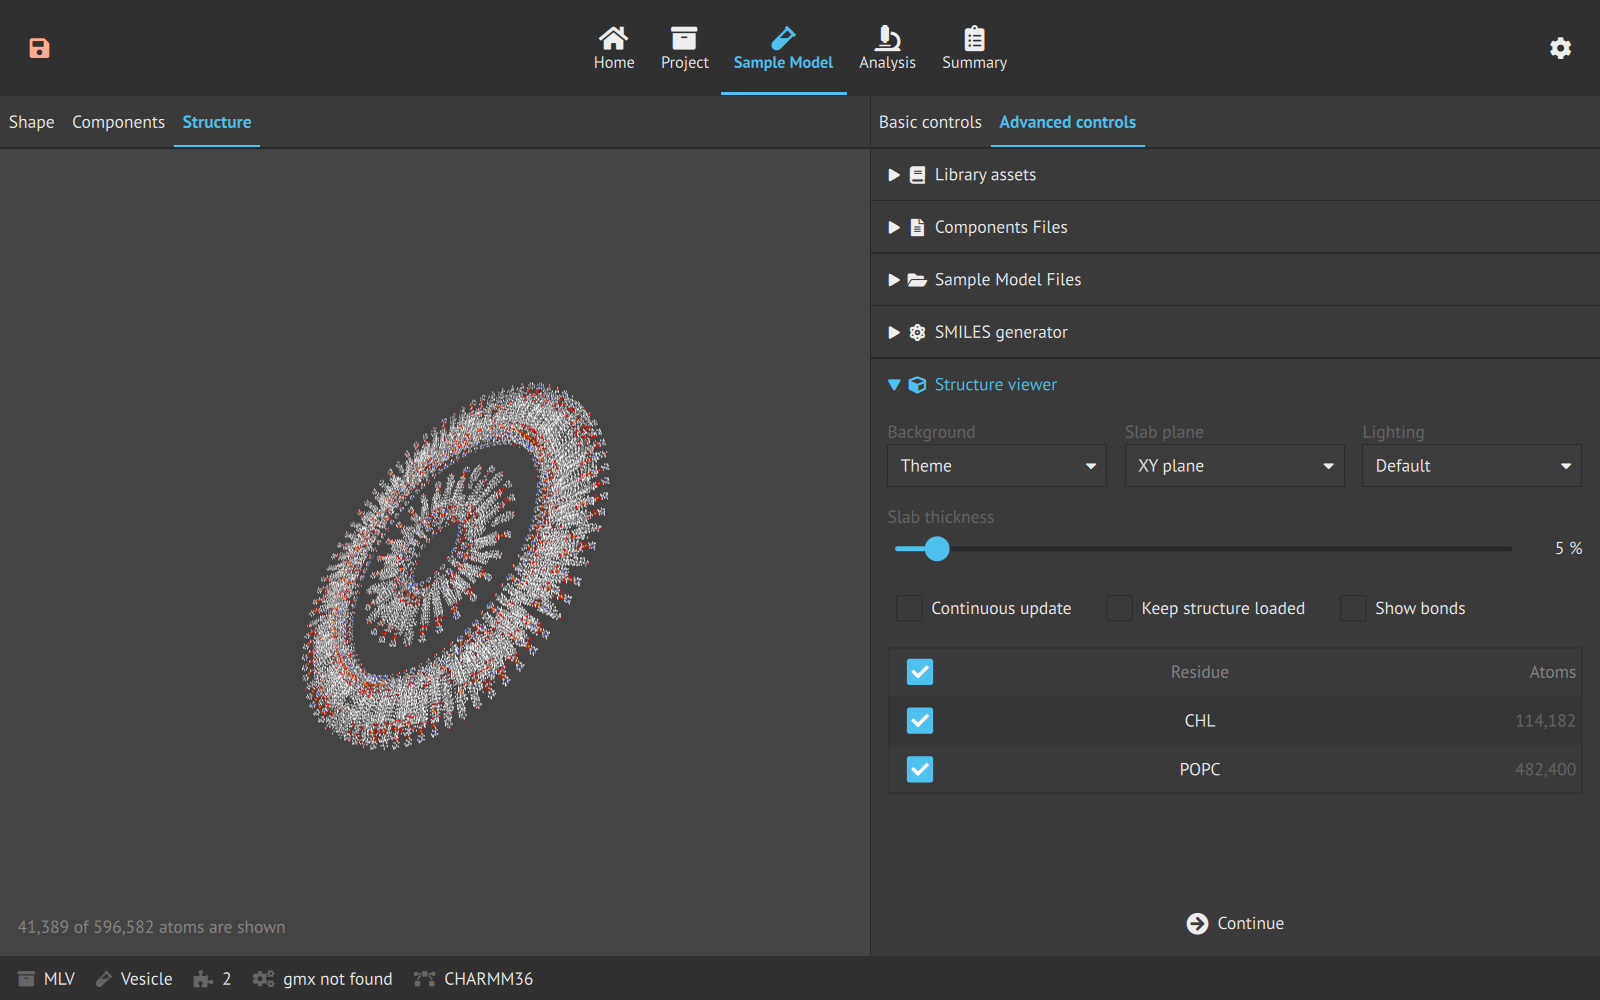 Home
Project
Sample Model
Analysis
Summary
Shape
Components
Structure
Basic controls
Advanced controls
Library assets
Components Files
Sample Model Files
SMILES generator
Structure viewer
Background
Slab plane
Lighting
Theme
XY plane
Default
Slab thickness
5 %
Continuous update
Keep structure loaded
Show bonds
Residue
Atoms
CHL
114,182
POPC
482,400
41,389 of 596,582 atoms are shown
Continue
MLV
Vesicle
2
gmx not found
CHARMM36